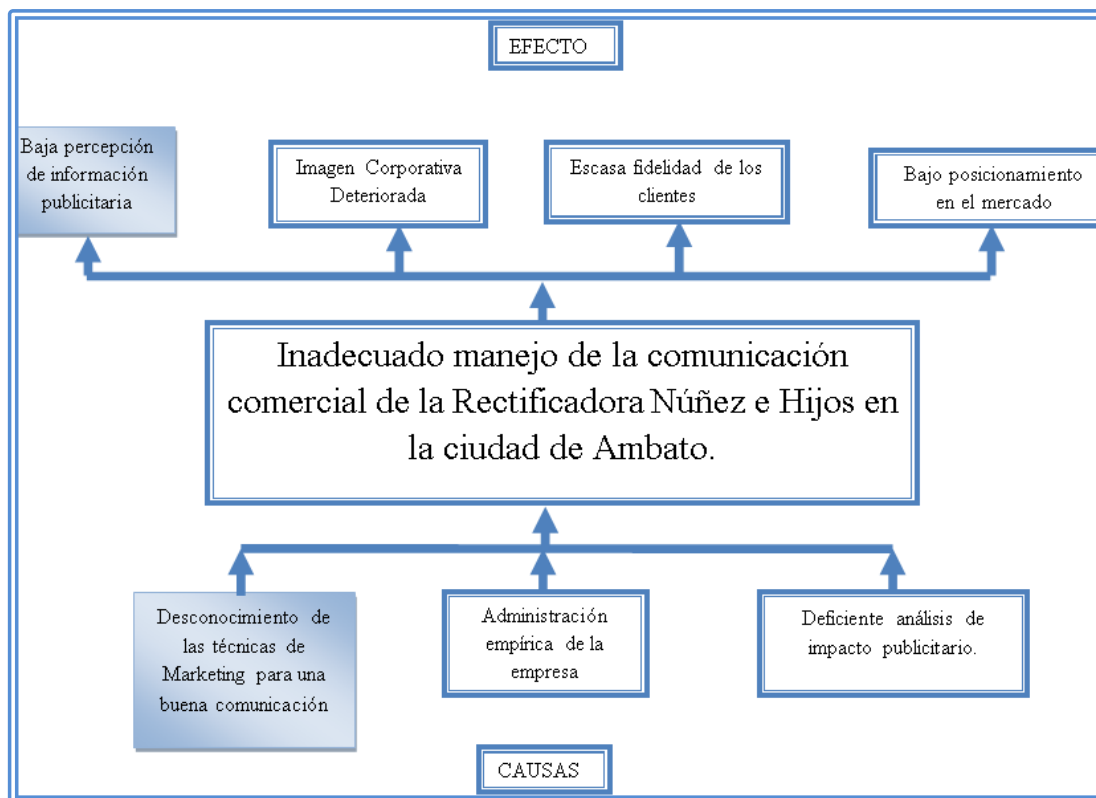 EFECTO
Baja percepción
de información
publicitaria
Imagen Corporativa
Deteriorada
Escasa fidelidad de los
clientes
Bajo posicionamiento
en el mercado
Inadecuado manejo de la comunicación
comercial de la Rectificadora Núñez e Hijos en
la ciudad de Ambato.
Desconocimiento de
las técnicas de
Marketing para una
buena comunicación
Administración
empírica de la
empresa
Deficiente análisis de
impacto publicitario.
CAUSAS